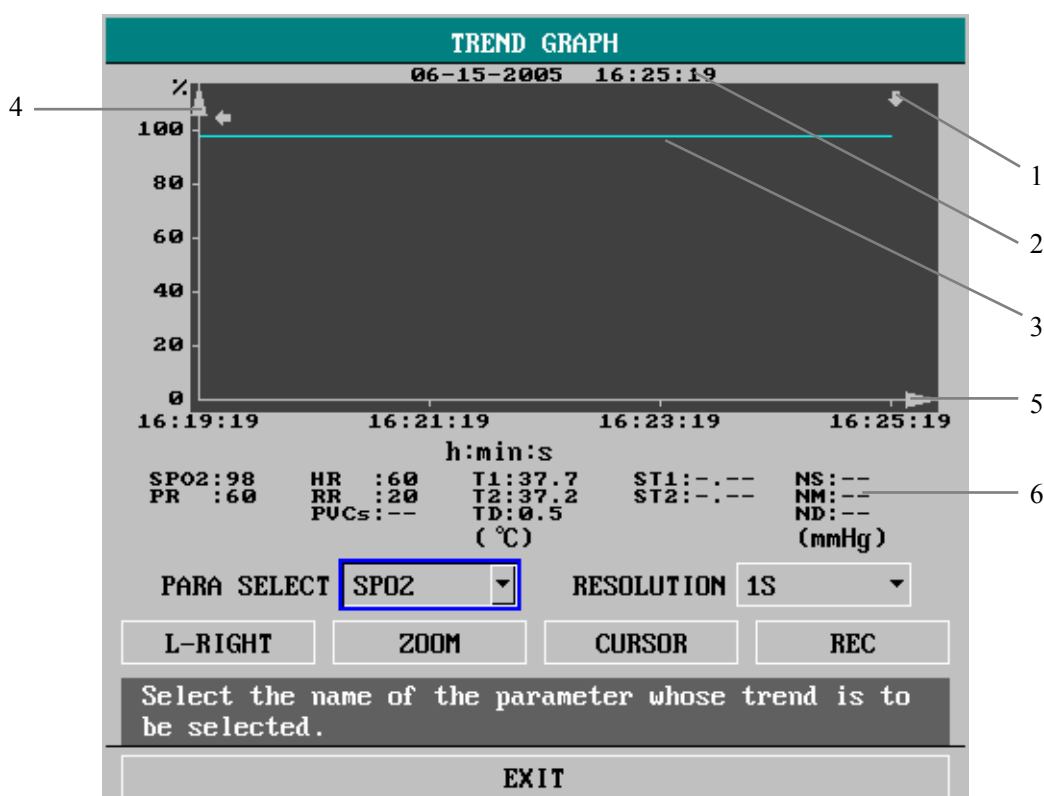 TREND GRAPH
06-15-2005 16:25:19
%
4
100
1
80
60
2
40
3
20
0
5
16:19:19 16:21:19 16:23:19 16:25:19
h:min:s
SPO2:98 HR :60 T1:37.7 ST1:-.-- NS:--
PR :60 RR :20 T2:37.2 ST2:-.-- NM:-- 6
PVCs:-- TD:0.5 ND:--
(℃) (mmHg)
PARA SELECT SPO2 RESOLUTION 1S
L-RIGHT ZOOM CURSOR REC
Select the name of the parameter whose trend is to
be selected.
EXIT